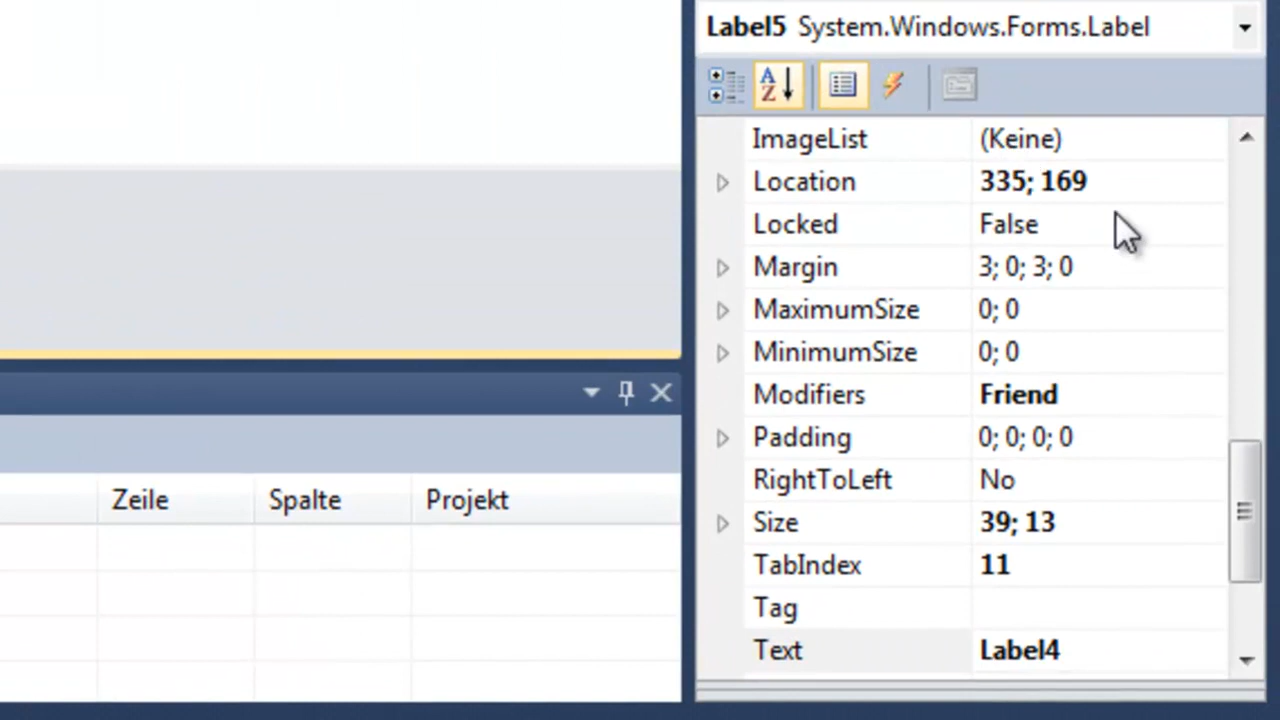 Label5 System.Windows.Forms.Label
ImageList (Keine)
Location 335; 169
Locked False
Margin 3; 0; 3; 0
MaximumSize 0; 0
MinimumSize 0; 0
Modifiers Friend
Padding 0; 0; 0; 0
RightToLeft No
Size 39; 13
TabIndex 11
Tag
Text Label4
Zeile Spalte Projekt